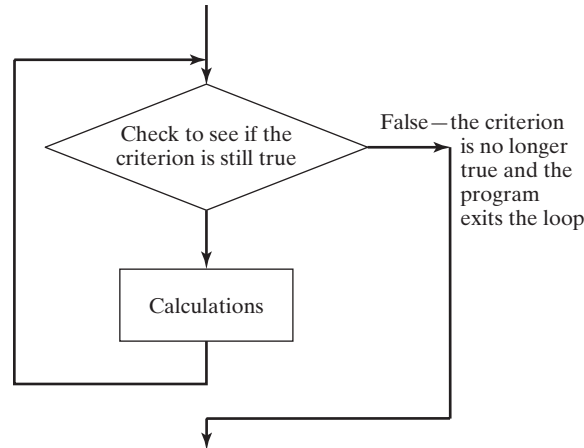 Check to see if the
criterion is still true
False—the criterion
is no longer
true and the
program
exits the loop
Calculations